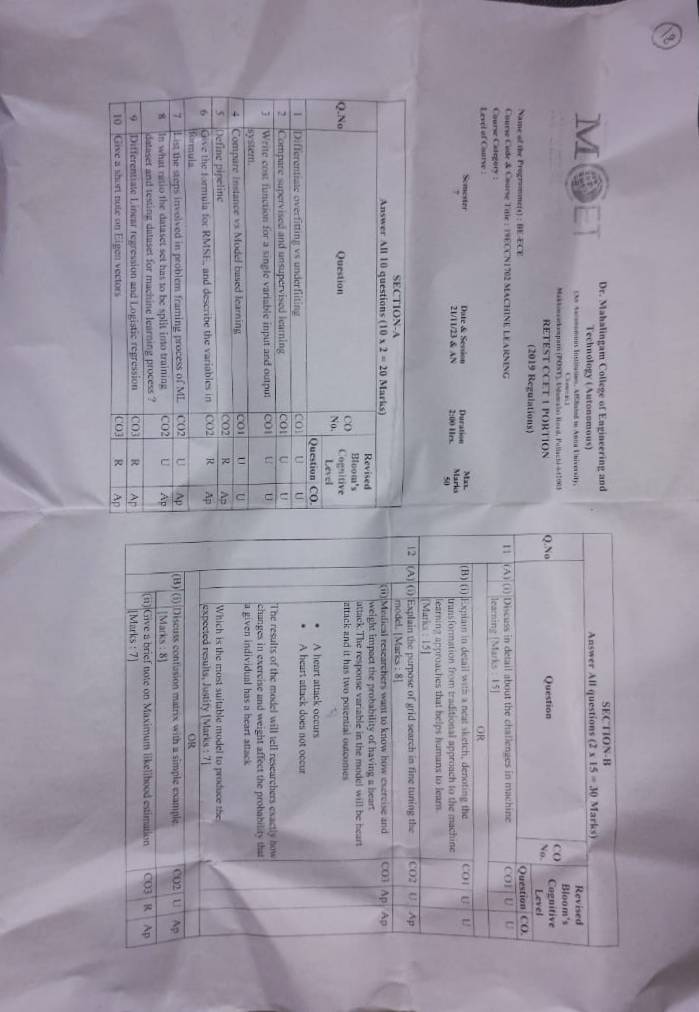 12
MCET
Dr. Mahalingam College of Engineering and
Technology (Autonomous)
(An Autonomous Institution, Affiliated to Anna University,
Chennai)
RETEST CCET 1 PORTION
(2019 Regulations)
Name of the Programme(s) : BE-ECE
Course Code & Course Title : 19ECCN1702 MACHINE LEARNING
Course Category :
Level of Course :
Semester Date & Session Duration Max. Marks
7 21/11/23 & AN 2:00 Hrs. 50
SECTION-A
Answer All 10 questions (10 x 2 = 20 Marks)
Q.No Question CO No. Revised Bloom's Cognitive Level
Question CO.
1 Differentiate overfitting vs underfitting CO1 U U
2 Compare supervised and unsupervised learning CO1 U U
3 Write cost function for a single variable input and output CO1 U U
system.
4 Compare Instance vs Model based learning CO1 U U
5 Define pipeline CO2 R Ap
6 Give the formula for RMSE, and describe the variables in CO2 R Ap
formula
7 List the steps involved in problem framing process of ML CO2 U Ap
8 In what ratio the dataset set has to be split into training CO2 U Ap
dataset and testing dataset for machine learning process ?
9 Differentiate Linear regression and Logistic regression CO3 R Ap
10 Give a short note on Eigen vectors CO3 R Ap
SECTION-B
Answer All questions (2 x 15 = 30 Marks)
Q.No Question CO No. Revised Bloom's Cognitive Level
Question CO.
11 (A) (i) Discuss in detail about the challenges in machine CO1 U U
learning [Marks : 15]
OR
(B) (i) Explain in detail with a neat sketch, denoting the CO1 U U
transformation from traditional approach to the machine
learning approaches that helps humans to learn.
[Marks : 15]
12 (A) (i) Explain the purpose of grid search in fine tuning the CO2 U Ap
model. [Marks : 8]
(ii) Medical researchers want to know how exercise and CO3 Ap Ap
weight impact the probability of having a heart
attack. The response variable in the model will be heart
attack and it has two potential outcomes
• A heart attack occurs
• A heart attack does not occur
The results of the model will tell researchers exactly how
changes in exercise and weight affect the probability that
a given individual has a heart attack
Which is the most suitable model to produce the
expected results, Justify [Marks : 7]
OR
(B) (i) Discuss confusion matrix with a simple example. CO2 U Ap
[Marks : 8]
(ii) Give a brief note on Maximum likelihood estimation CO3 R Ap
[Marks : 7]